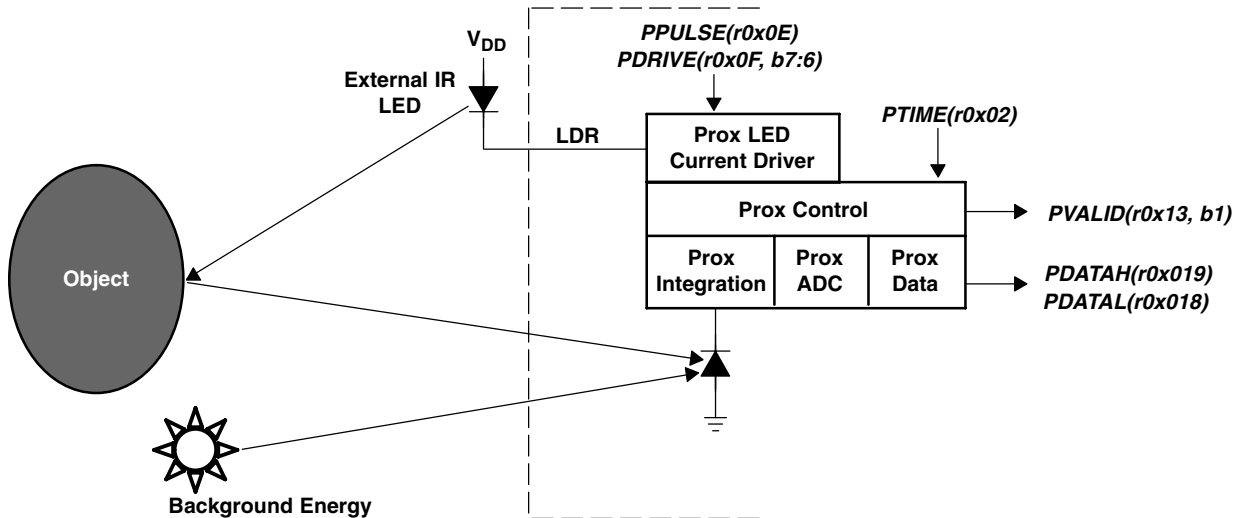 PPULSE(r0x0E)
PDRIVE(r0x0F, b7:6)
VDD
External IR
LED
PTIME(r0x02)
LDR
Prox LED
Current Driver
Prox Control
PVALID(r0x13, b1)
Prox
Integration
Prox
ADC
Prox
Data
PDATAH(r0x019)
PDATAL(r0x018)
Object
Background Energy